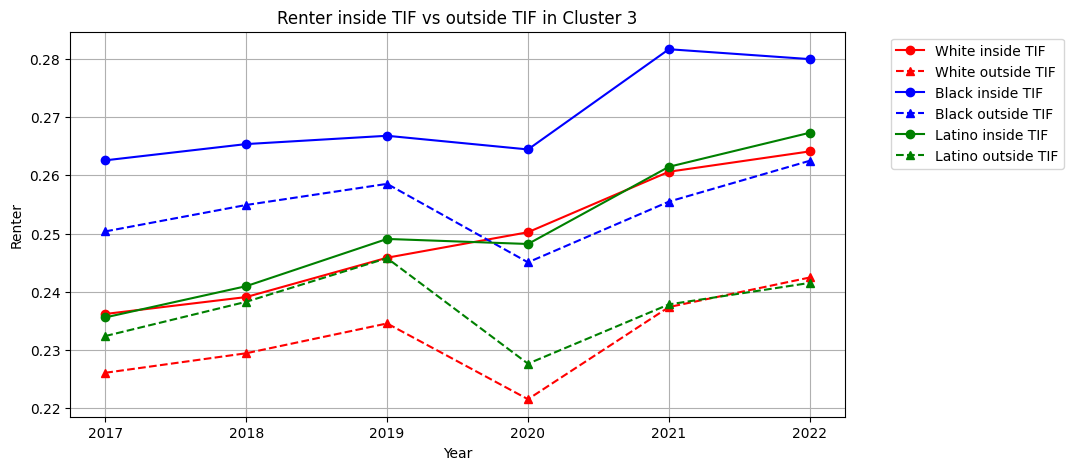 Renter inside TIF vs outside TIF in Cluster 3
Renter
0.28
0.27
0.26
0.25
0.24
0.23
0.22
2017 2018 2019 2020 2021 2022
Year
White inside TIF
White outside TIF
Black inside TIF
Black outside TIF
Latino inside TIF
Latino outside TIF